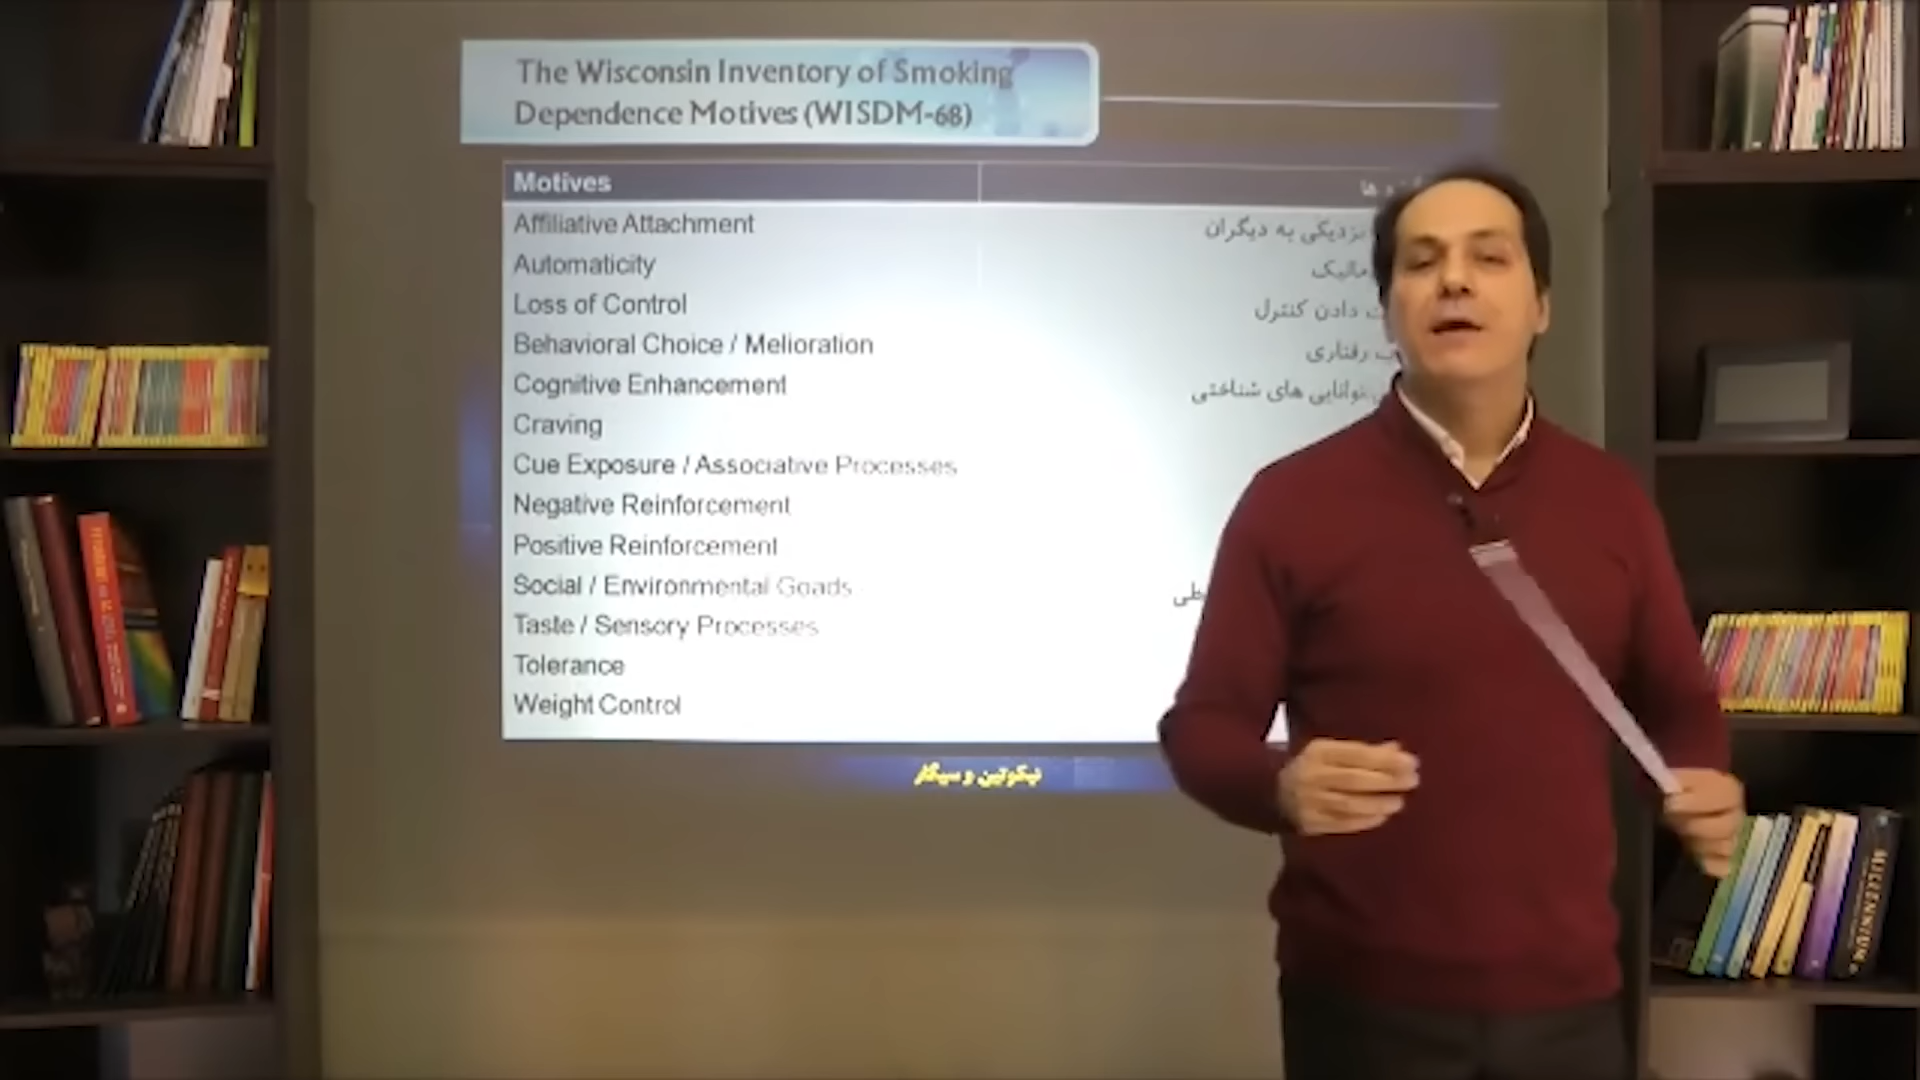 The Wisconsin Inventory of Smoking
Dependence Motives (WISDM-68)
Motives
Affiliative Attachment
نزدیکی به دیگران
Automaticity
Loss of Control
دادن کنترل
Behavioral Choice / Melioration
رفتاری
Cognitive Enhancement
توانایی های شناختی
Craving
Cue Exposure / Associative Processes
Negative Reinforcement
Positive Reinforcement
Social / Environmental Goads
Taste / Sensory Processes
Tolerance
Weight Control
نیکوتین و سیگار
MILLENNIUM